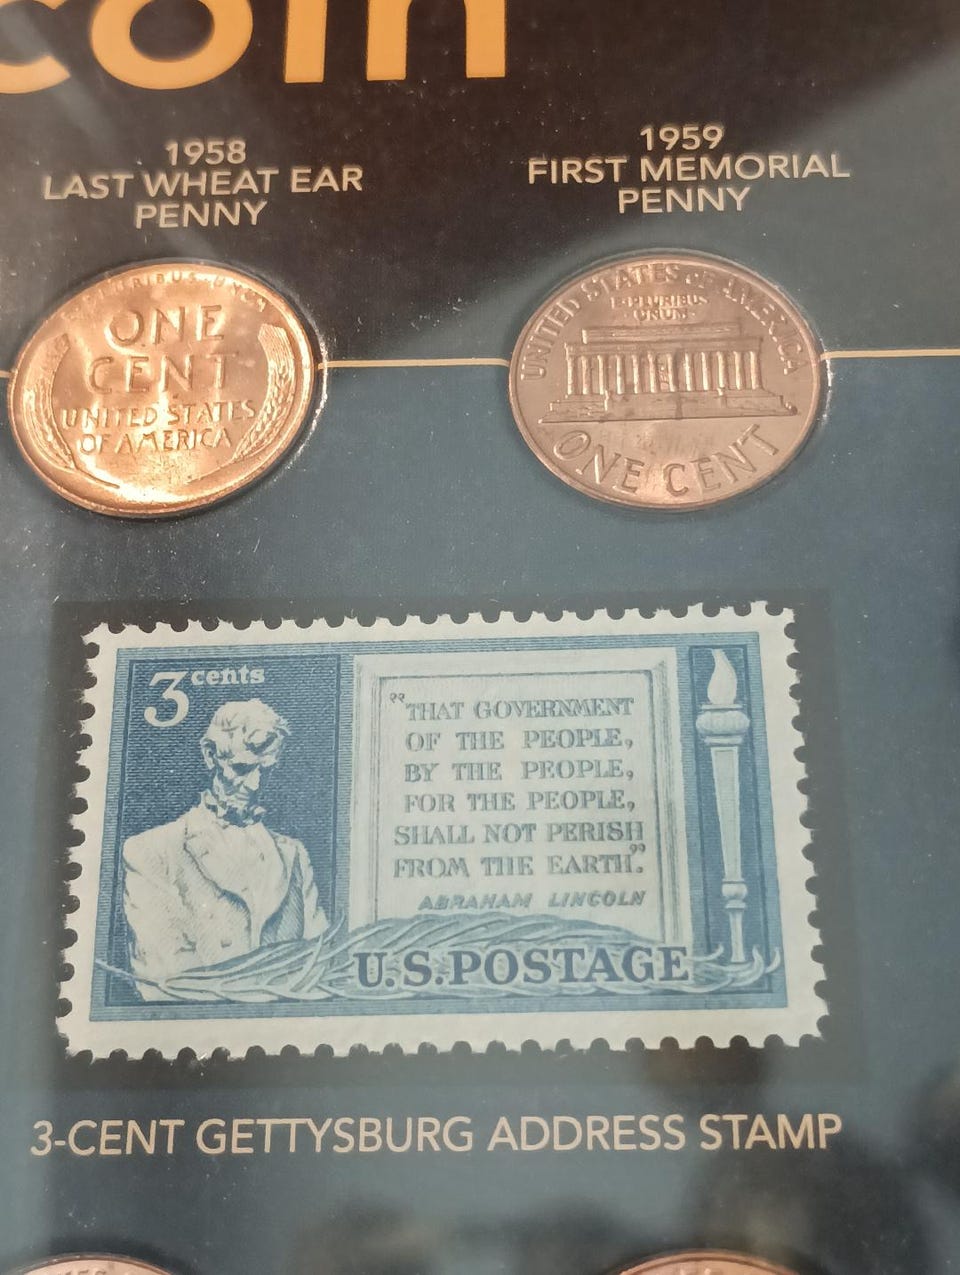 coln
1958
LAST WHEAT EAR
PENNY
1959
FIRST MEMORIAL
PENNY
ONE
CENT
UNITED STATES
OF AMERICA
UNITED STATES OF AMERICA
E·PLURIBUS
·UNUM·
ONE CENT
3 cents
"THAT GOVERNMENT
OF THE PEOPLE,
BY THE PEOPLE,
FOR THE PEOPLE,
SHALL NOT PERISH
FROM THE EARTH."
ABRAHAM LINCOLN
U.S.POSTAGE
3-CENT GETTYSBURG ADDRESS STAMP